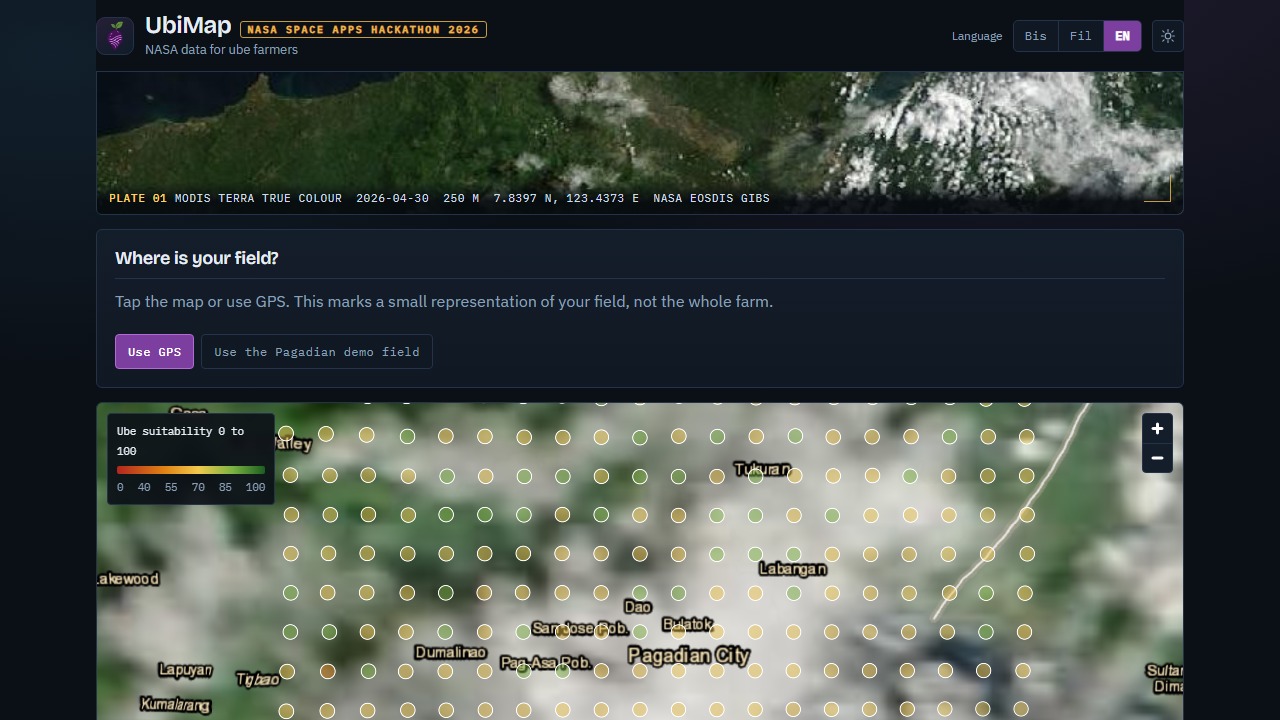 UbiMap NASA SPACE APPS HACKATHON 2026
NASA data for ube farmers
Language Bis Fil EN
PLATE 01 MODIS TERRA TRUE COLOUR 2026-04-30 250 M 7.8397 N, 123.4373 E NASA EOSDIS GIBS
Where is your field?
Tap the map or use GPS. This marks a small representation of your field, not the whole farm.
Use GPS
Use the Pagadian demo field
Ube suitability 0 to
100
0 40 55 70 85 100
+
−
Valley
Tukuran
Labangan
Lakewood
Dao
San Jose Pob.
Bulatok
Dumalinao
Pag-Asa Pob.
Pagadian City
Lapuyan
Tigbao
Kumalarang